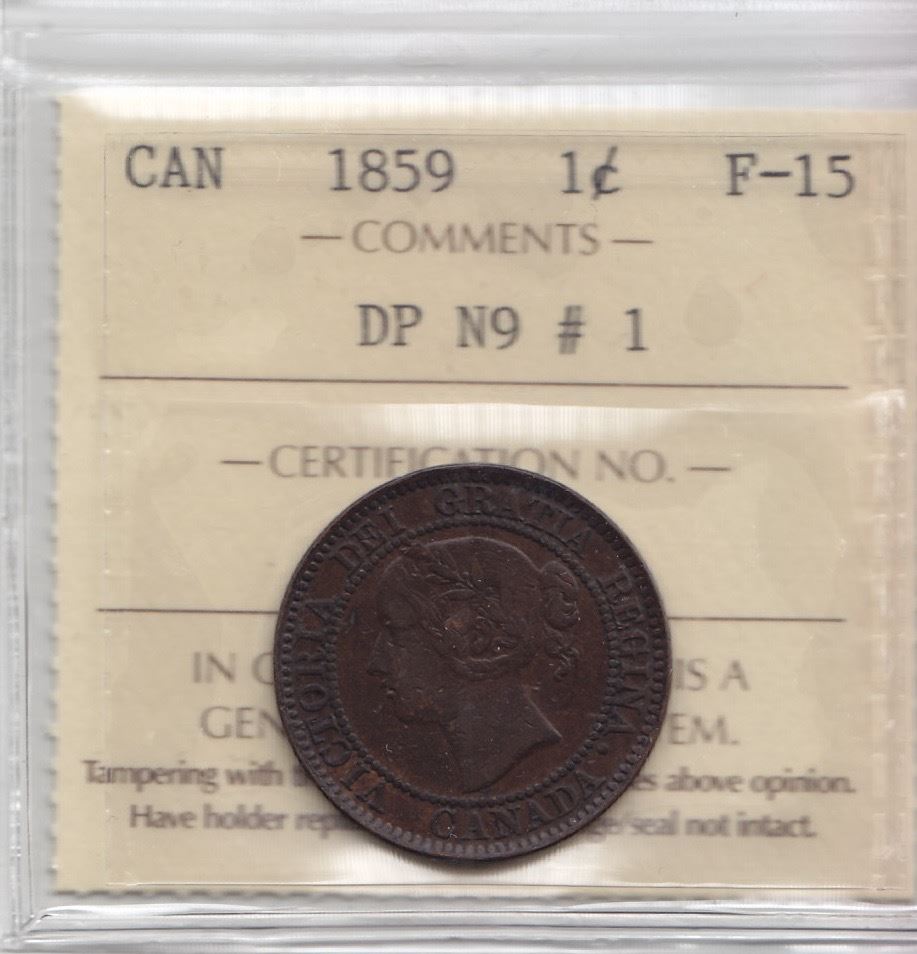 CAN 1859 1¢ F-15
— COMMENTS —
DP N9 # 1
— CERTIFICATION NO. —
VICTORIA DEI GRATIA REGINA.
CANADA
IN IS A
EM.
Tampering with above opinion.
Have holder seal not intact.